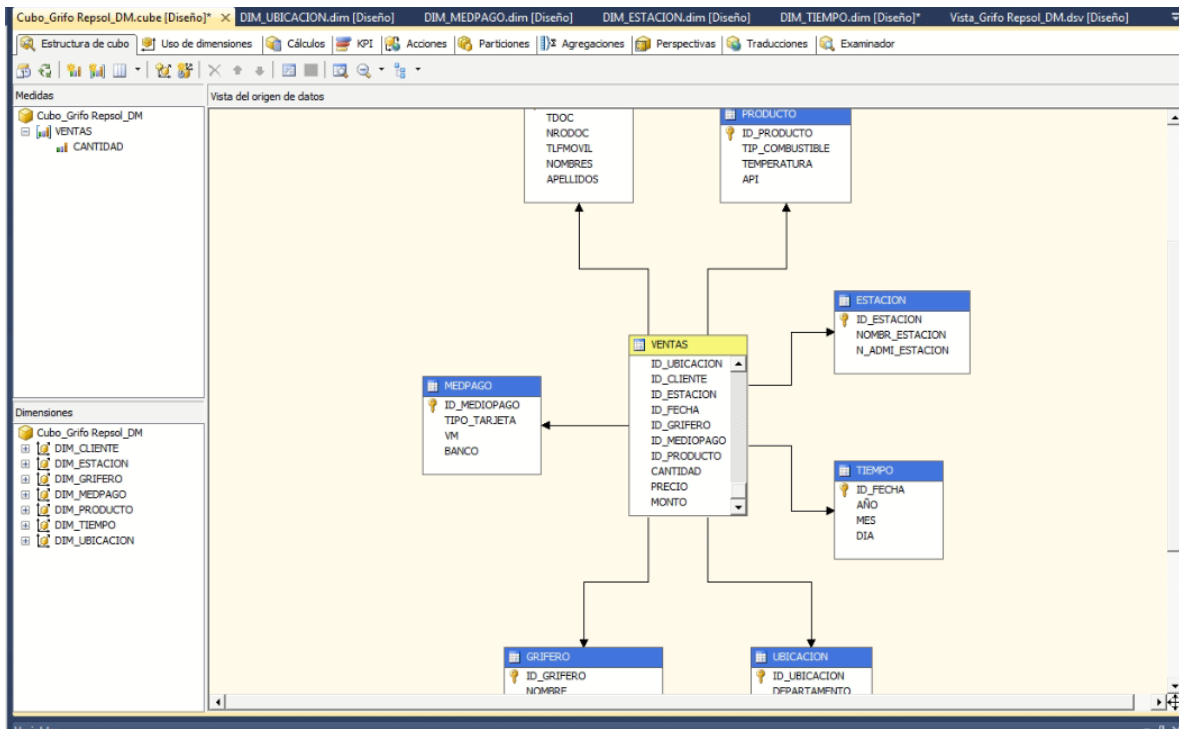 Cubo_Grifo Repsol_DM.cube [Diseño]* DIM_UBICACION.dim [Diseño] DIM_MEDPAGO.dim [Diseño] DIM_ESTACION.dim [Diseño] DIM_TIEMPO.dim [Diseño]* Vista_Grifo Repsol_DM.dsv [Diseño]
Estructura de cubo Uso de dimensiones Cálculos KPI Acciones Particiones Agregaciones Perspectivas Traducciones Examinador
Medidas
Cubo_Grifo Repsol_DM
VENTAS
CANTIDAD
Dimensiones
Cubo_Grifo Repsol_DM
DIM_CLIENTE
DIM_ESTACION
DIM_GRIFERO
DIM_MEDPAGO
DIM_PRODUCTO
DIM_TIEMPO
DIM_UBICACION
Vista del origen de datos
TDOC
NRODOC
TLFMOVIL
NOMBRES
APELLIDOS
PRODUCTO
ID_PRODUCTO
TIP_COMBUSTIBLE
TEMPERATURA
API
ESTACION
ID_ESTACION
NOMBR_ESTACION
N_ADMI_ESTACION
VENTAS
ID_UBICACION
ID_CLIENTE
ID_ESTACION
ID_FECHA
ID_GRIFERO
ID_MEDIOPAGO
ID_PRODUCTO
CANTIDAD
PRECIO
MONTO
MEDPAGO
ID_MEDIOPAGO
TIPO_TARJETA
VM
BANCO
TIEMPO
ID_FECHA
AÑO
MES
DIA
GRIFERO
ID_GRIFERO
NOMBRE
UBICACION
ID_UBICACION
DEPARTAMENTO